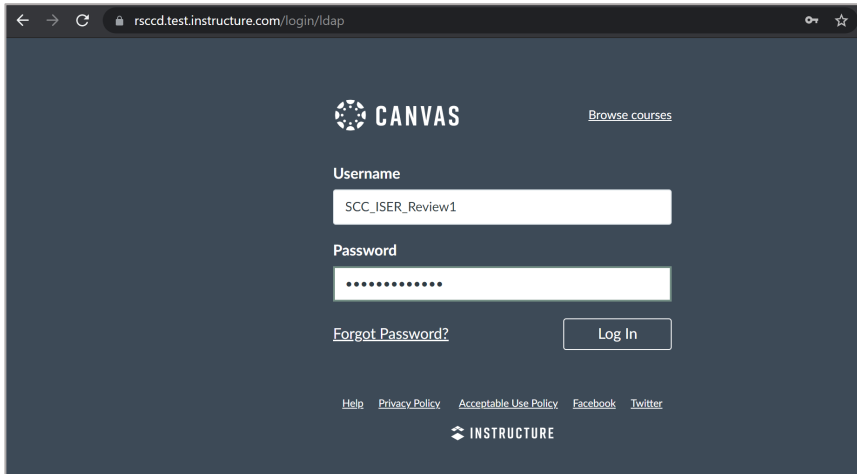 rsccd.test.instructure.com/login/ldap
CANVAS
Browse courses
Username
SCC_ISER_Review1
Password
•••••••••••••
Forgot Password?
Log In
Help Privacy Policy Acceptable Use Policy Facebook Twitter
INSTRUCTURE